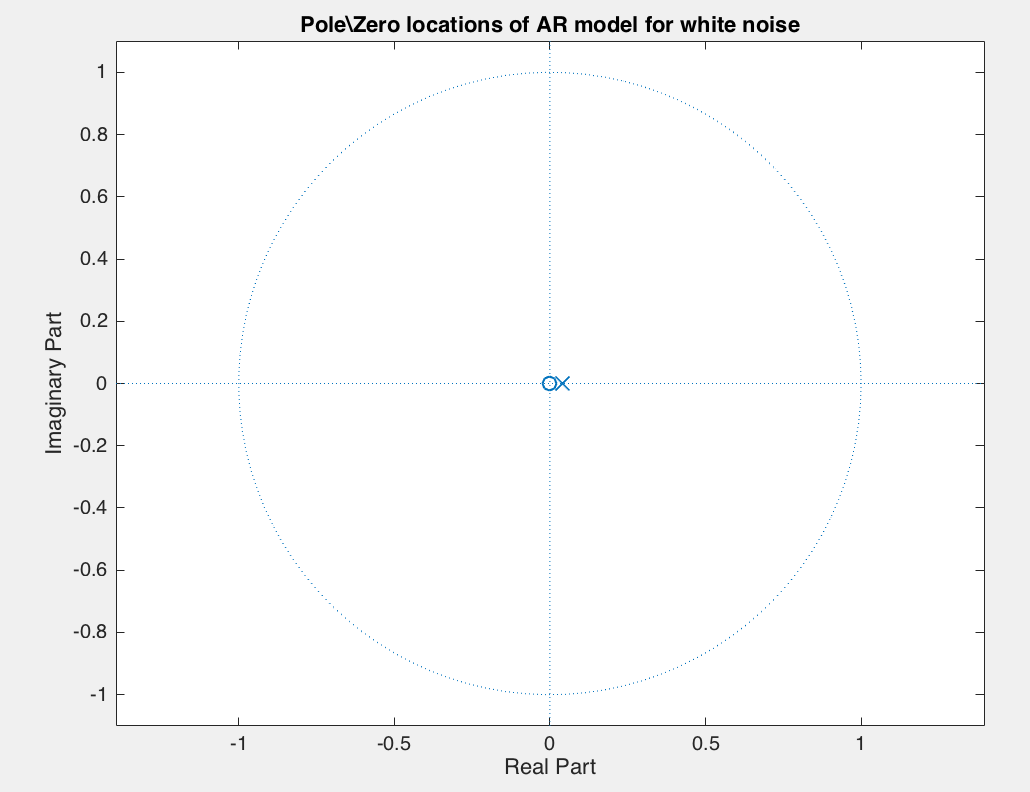 Pole\Zero locations of AR model for white noise
1
0.8
0.6
0.4
0.2
0
-0.2
-0.4
-0.6
-0.8
-1
Imaginary Part
-1 -0.5 0 0.5 1
Real Part